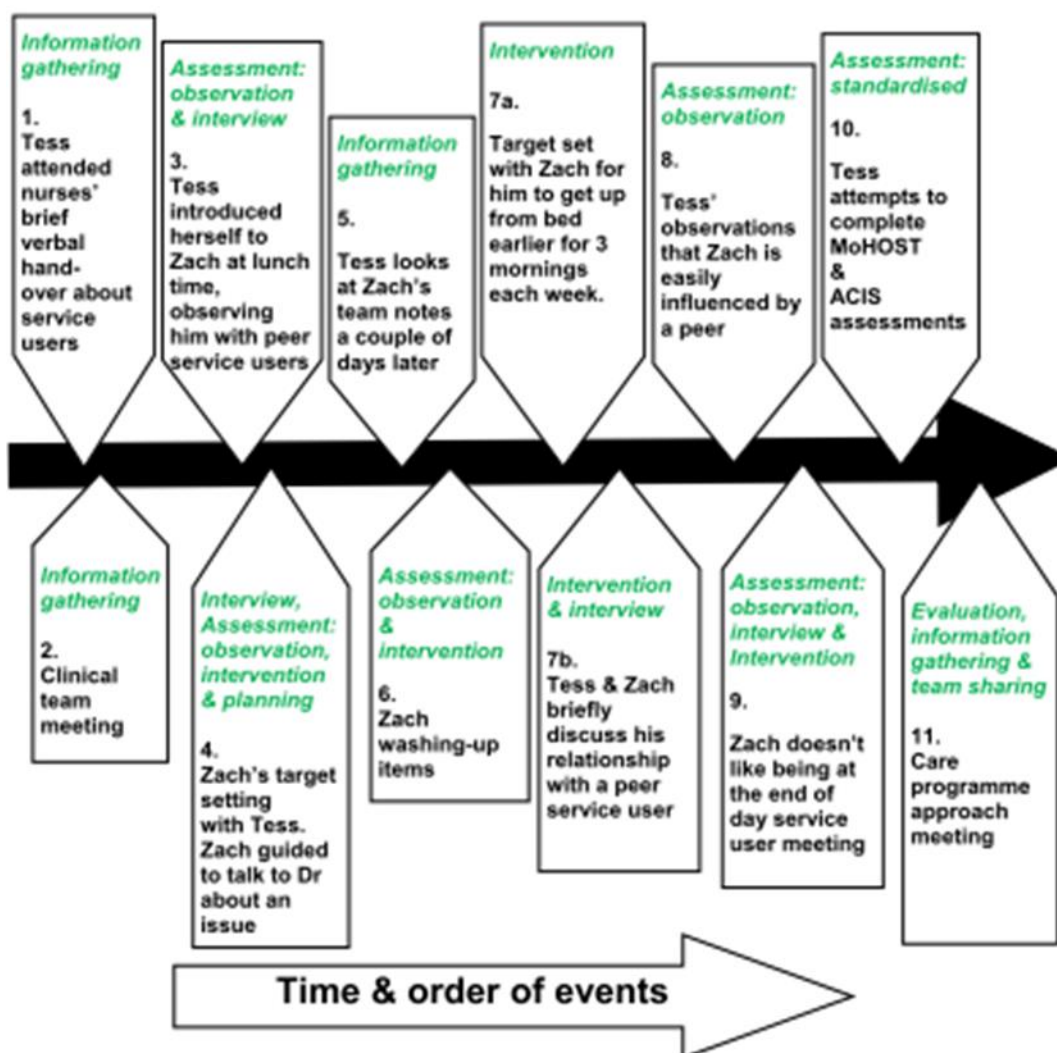 Information
gathering
1.
Tess
attended
nurses'
brief
verbal
hand-
over about
service
users
Information
gathering
2.
Clinical
team
meeting
Assessment:
observation
& interview
3.
Tess
introduced
herself to
Zach at lunch
time,
observing
him with peer
service users
Interview,
Assessment:
observation,
intervention
& planning
4.
Zach's target
setting
with Tess.
Zach guided
to talk to Dr
about an
issue
Information
gathering
5.
Tess looks
at Zach's
team notes
a couple of
days later
Assessment:
observation
&
intervention
6.
Zach
washing-up
items
Intervention
7a.
Target set
with Zach for
him to get up
from bed
earlier for 3
mornings
each week.
Intervention
& interview
7b.
Tess & Zach
briefly
discuss his
relationship
with a peer
service user
Assessment:
observation
8.
Tess'
observations
that Zach is
easily
influenced by
a peer
Assessment:
observation,
interview &
Intervention
9.
Zach doesn't
like being at
the end of
day service
user meeting
Assessment:
standardised
10.
Tess
attempts to
complete
MoHOST
&
ACIS
assessments
Evaluation,
information
gathering &
team sharing
11.
Care
programme
approach
meeting
Time & order of events